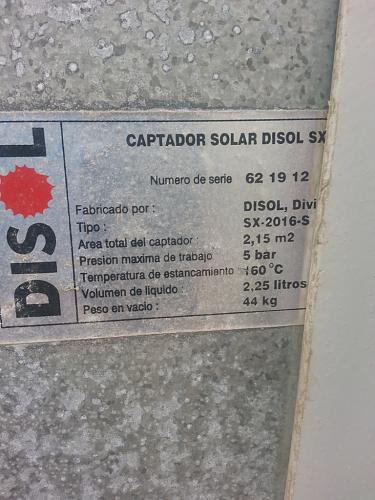 DISOL
CAPTADOR SOLAR DISOL SX
Numero de serie 62 19 12
Fabricado por : DISOL, Divi
Tipo : SX-2016-S
Area total del captador : 2,15 m2
Presion maxima de trabajo 5 bar
Temperatura de estancamiento 160 °C
Volumen de liquido : 2,25 litros
Peso en vacio : 44 kg